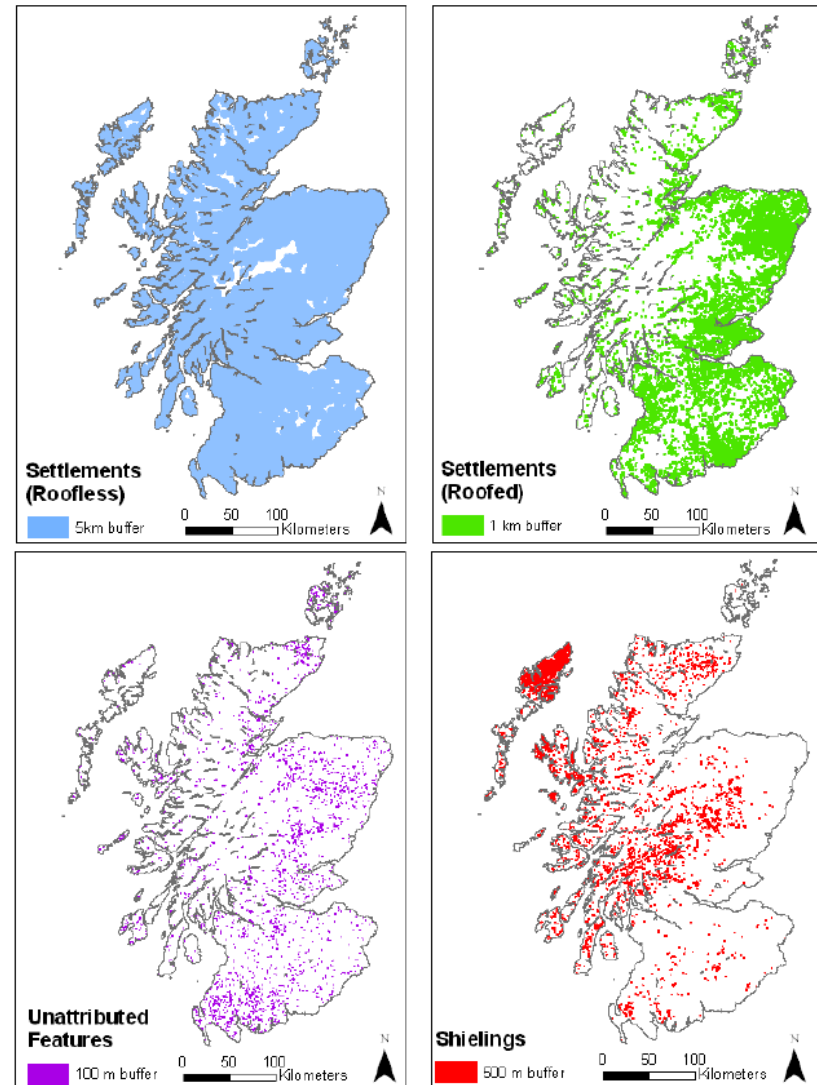 N
Settlements
(Roofless)
5km buffer
0 50 100
Kilometers
N
Settlements
(Roofed)
1 km buffer
0 50 100
Kilometers
N
Unattributed
Features
100 m buffer
0 50 100
Kilometers
N
Shielings
500 m buffer
0 50 100
Kilometers